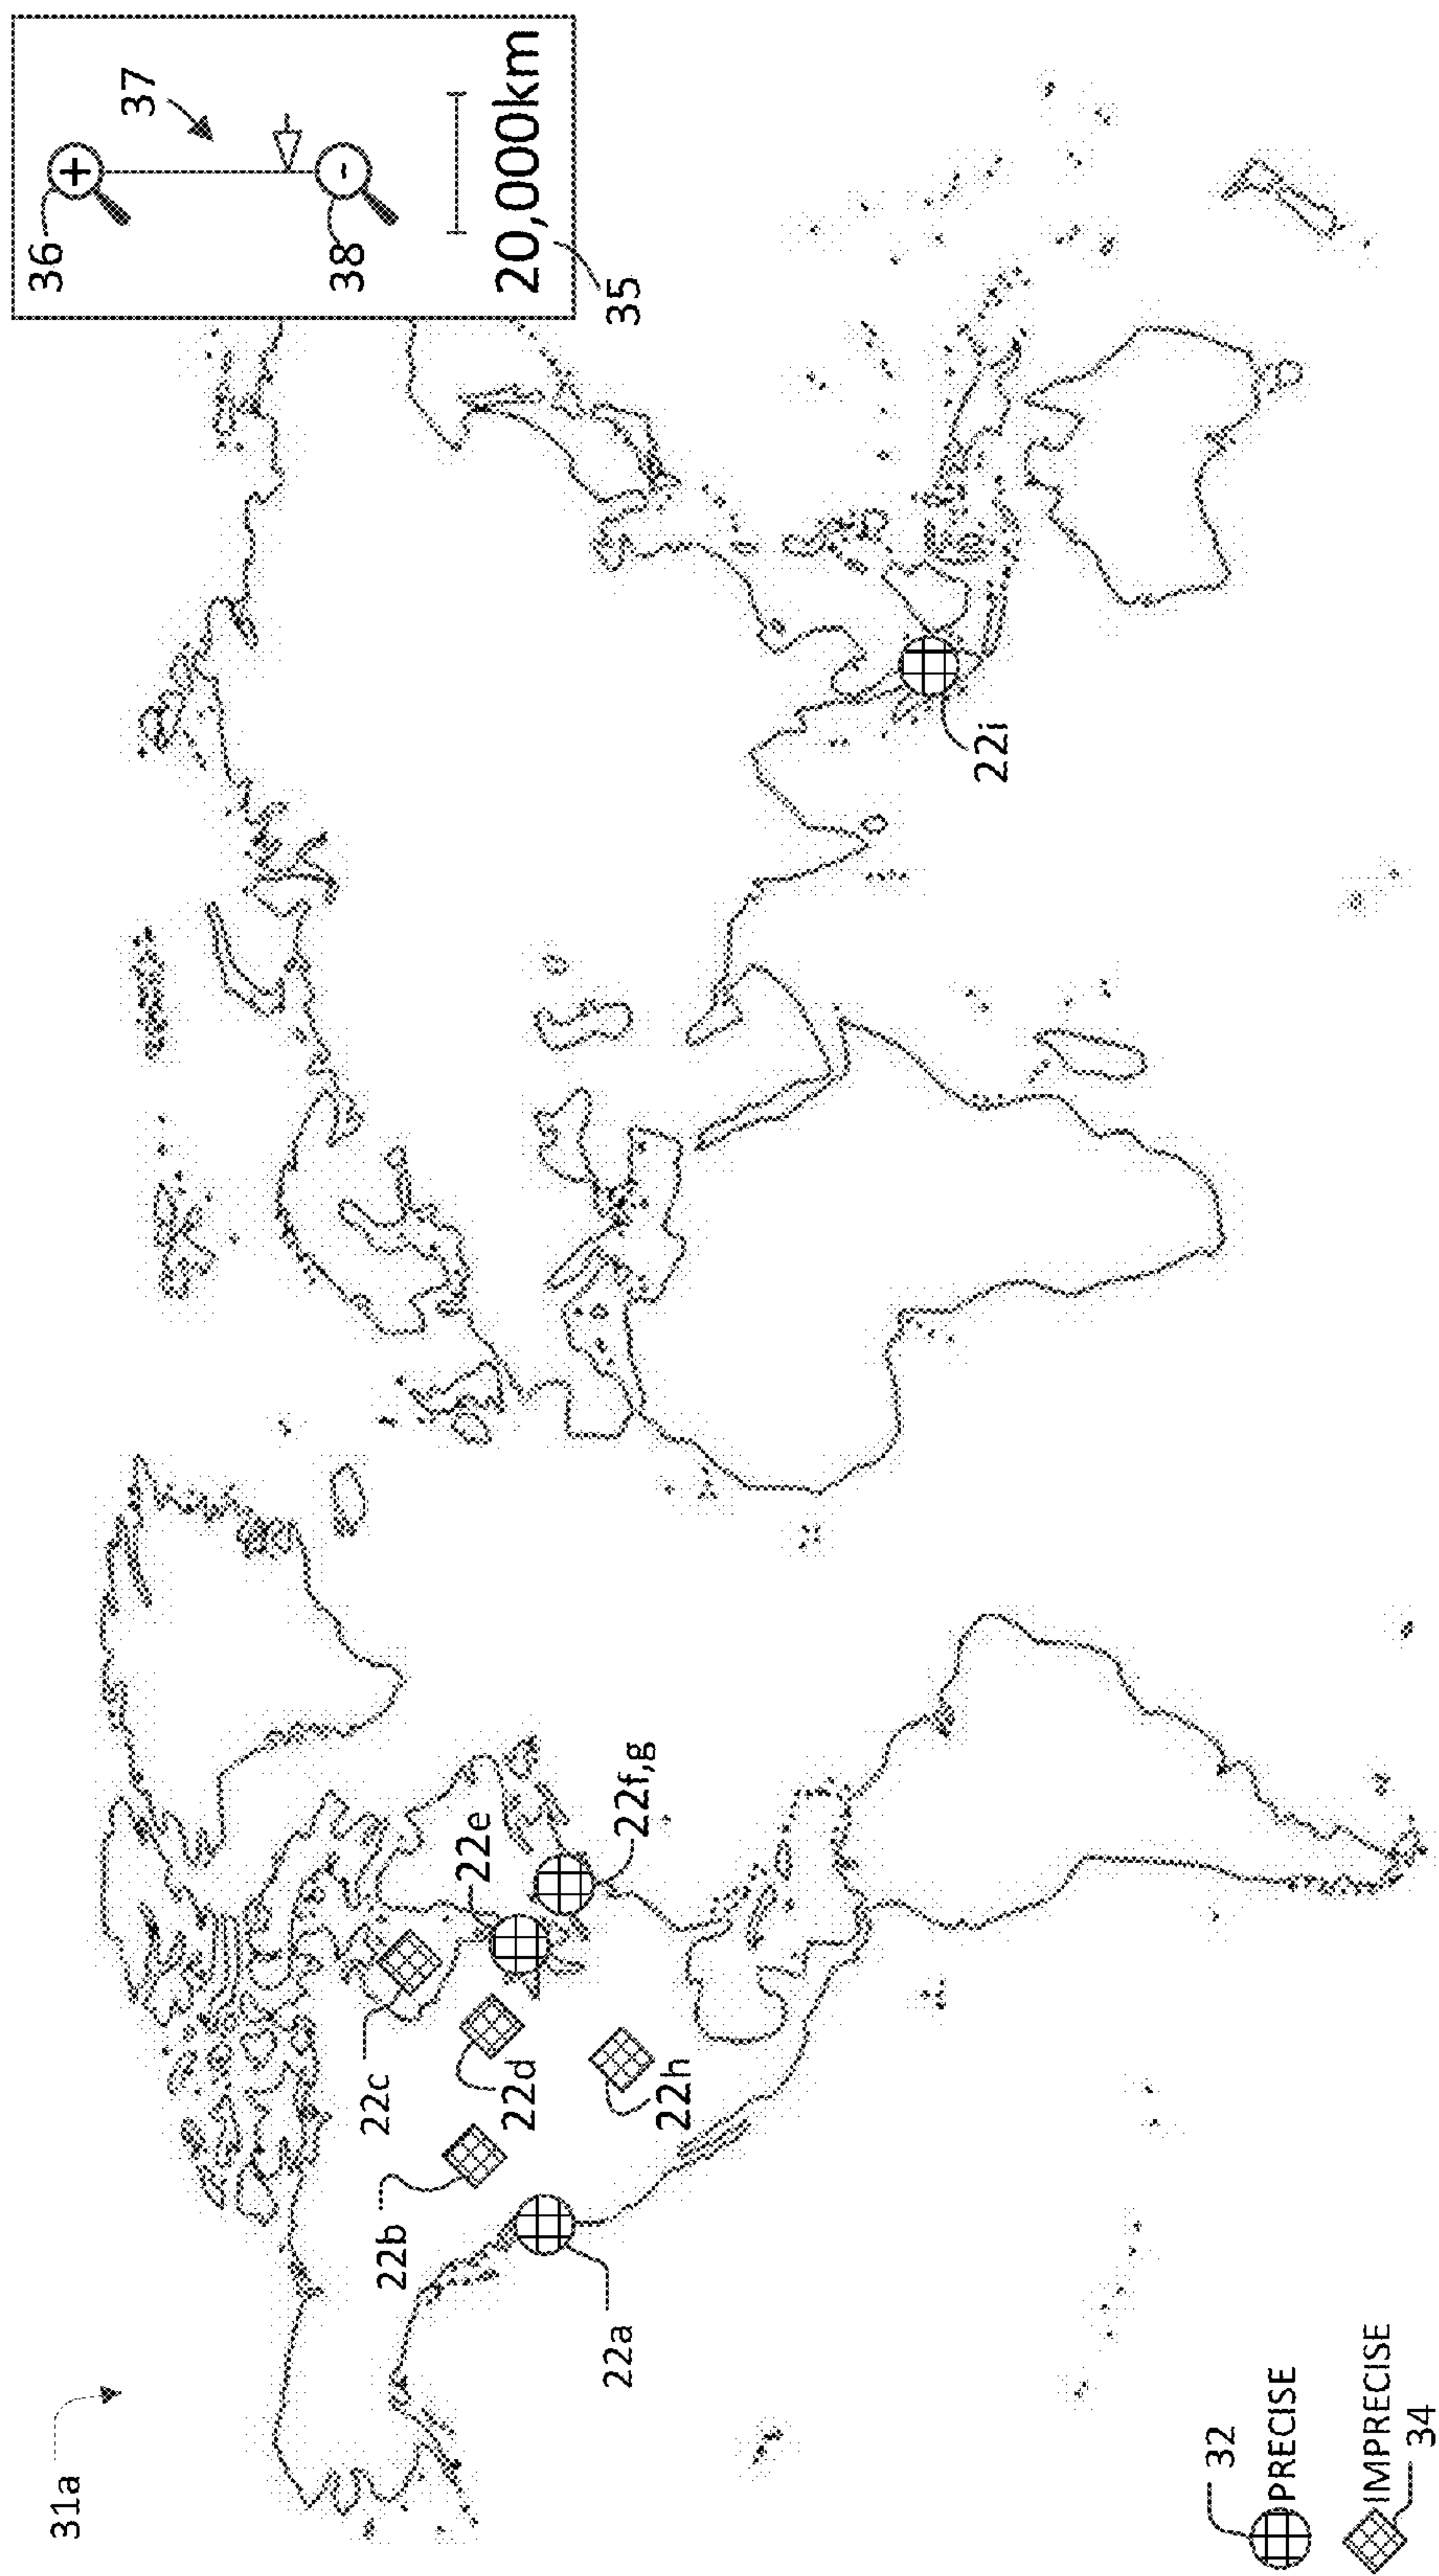 31a
36
+
37
38
-
20,000km
35
22c
22e
22b
22d
22f,g
22h
22a
22i
32
PRECISE
IMPRECISE
34